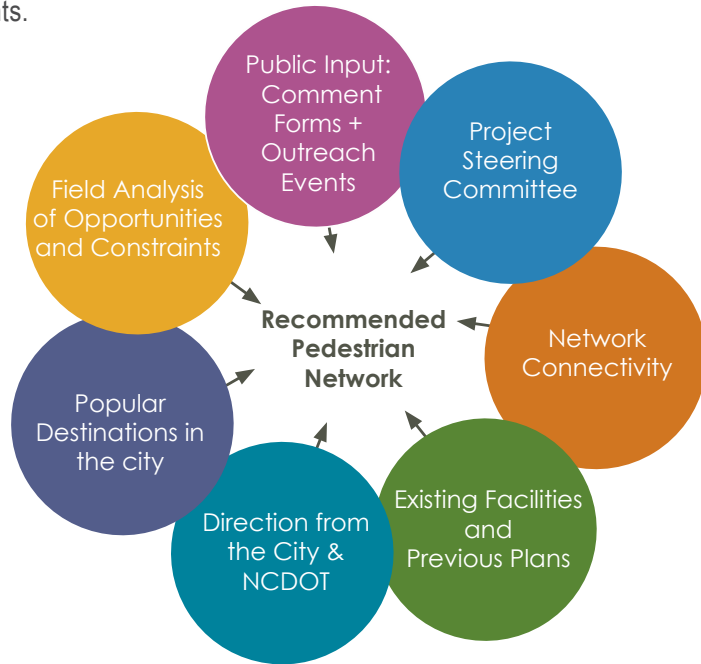 nts.
Public Input:
Comment
Forms +
Outreach
Events
Project
Steering
Committee
Field Analysis
of Opportunities
and Constraints
Recommended
Pedestrian
Network
Network
Connectivity
Popular
Destinations in
the city
Existing Facilities
and
Previous Plans
Direction from
the City &
NCDOT